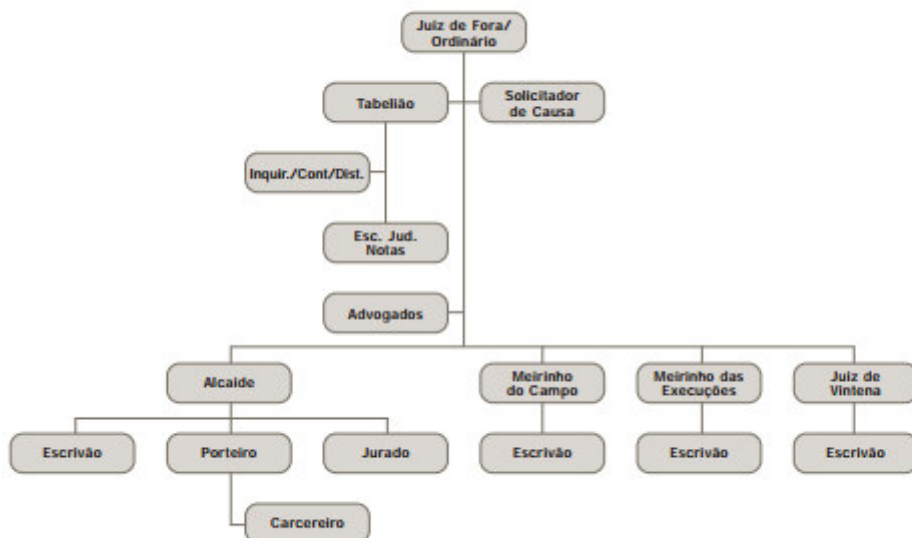 Juiz de Fora/
Ordinário
Tabelião
Solicitador
de Causa
Inquir./Cont/Dist.
Esc. Jud.
Notas
Advogados
Alcaide
Meirinho
do Campo
Meirinho das
Execuções
Juiz de
Vintena
Escrivão
Porteiro
Jurado
Escrivão
Escrivão
Escrivão
Carcereiro